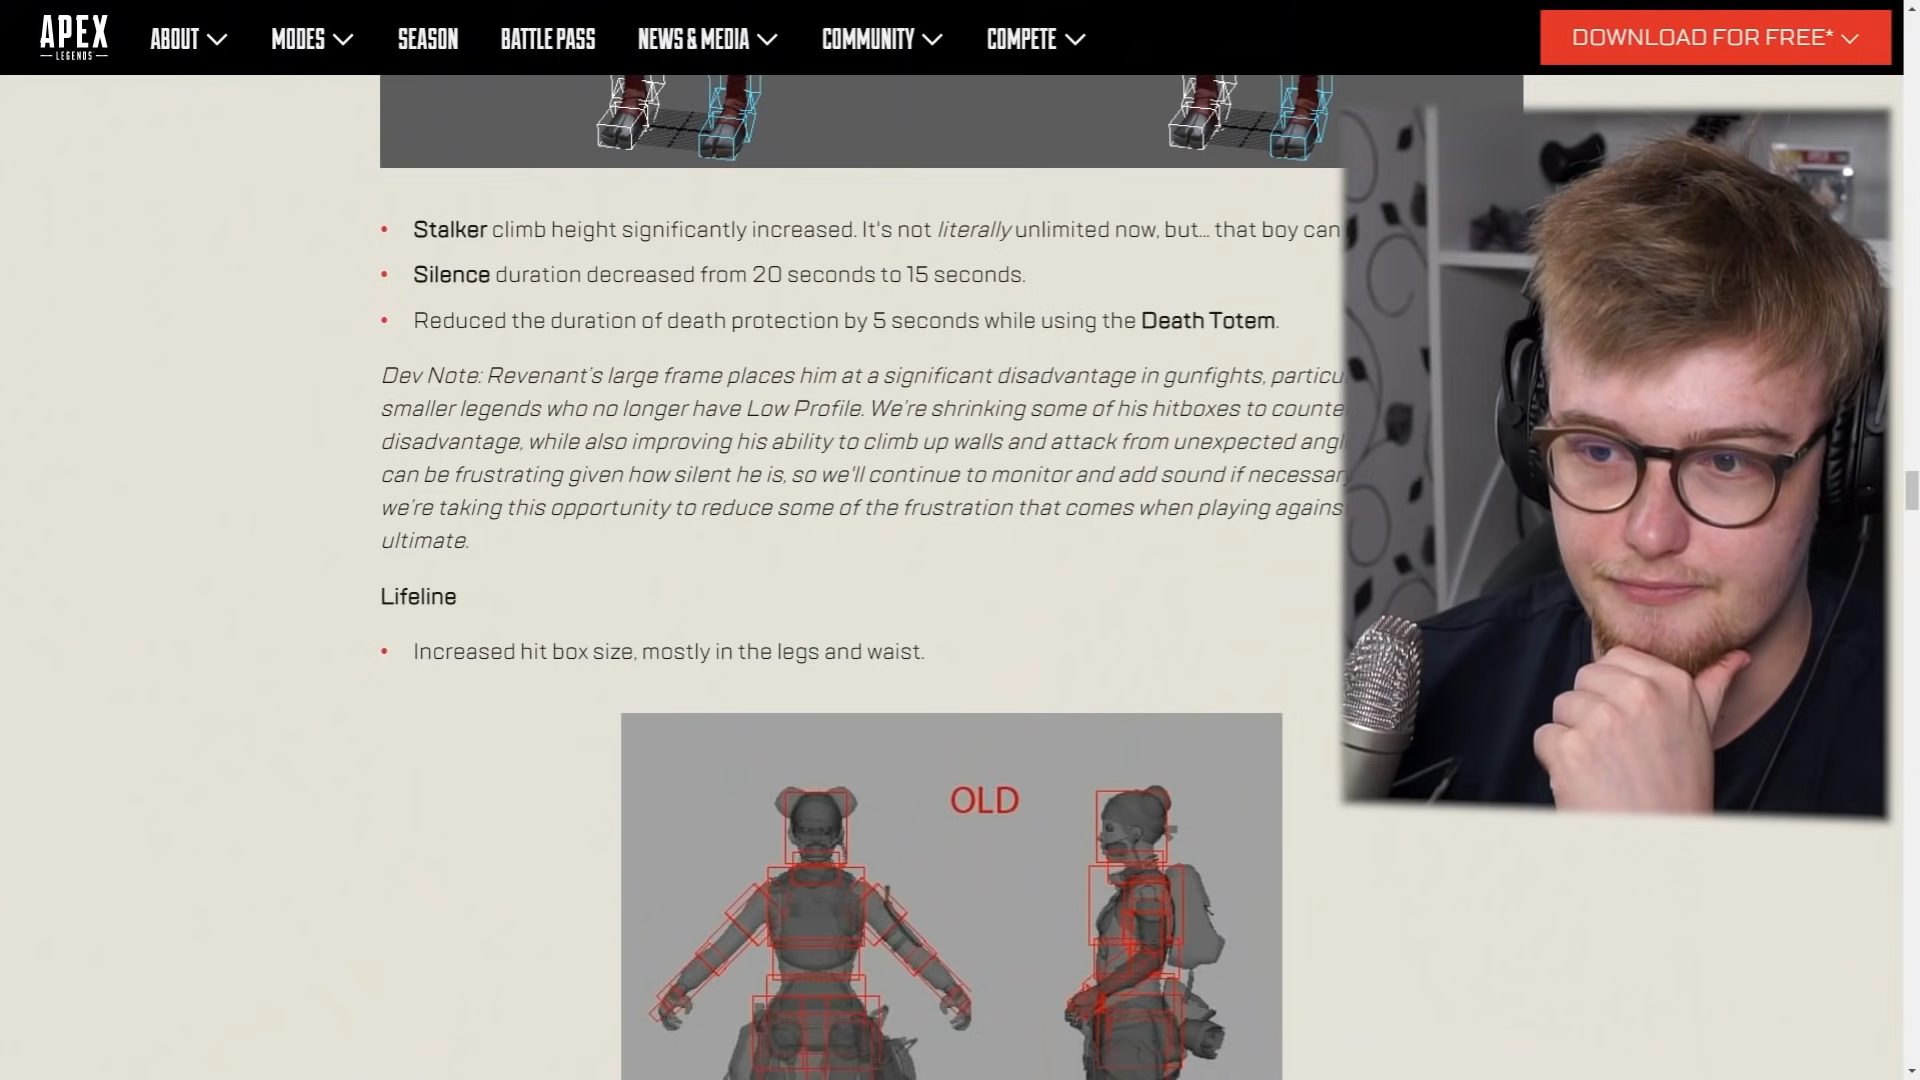 APEX
LEGENDS
ABOUT
MODES
SEASON
BATTLE PASS
NEWS & MEDIA
COMMUNITY
COMPETE
DOWNLOAD FOR FREE*
• Stalker climb height significantly increased. It's not literally unlimited now, but... that boy can
• Silence duration decreased from 20 seconds to 15 seconds.
• Reduced the duration of death protection by 5 seconds while using the Death Totem.
Dev Note: Revenant's large frame places him at a significant disadvantage in gunfights,
smaller legends who no longer have Low Profile. We're shrinking some of his hitboxes to
disadvantage, while also improving his ability to climb up walls and attack from unexpected
can be frustrating given how silent he is, so we'll continue to monitor and add sound if
we're taking this opportunity to reduce some of the frustration that comes when playing
ultimate.
Lifeline
• Increased hit box size, mostly in the legs and waist.
OLD